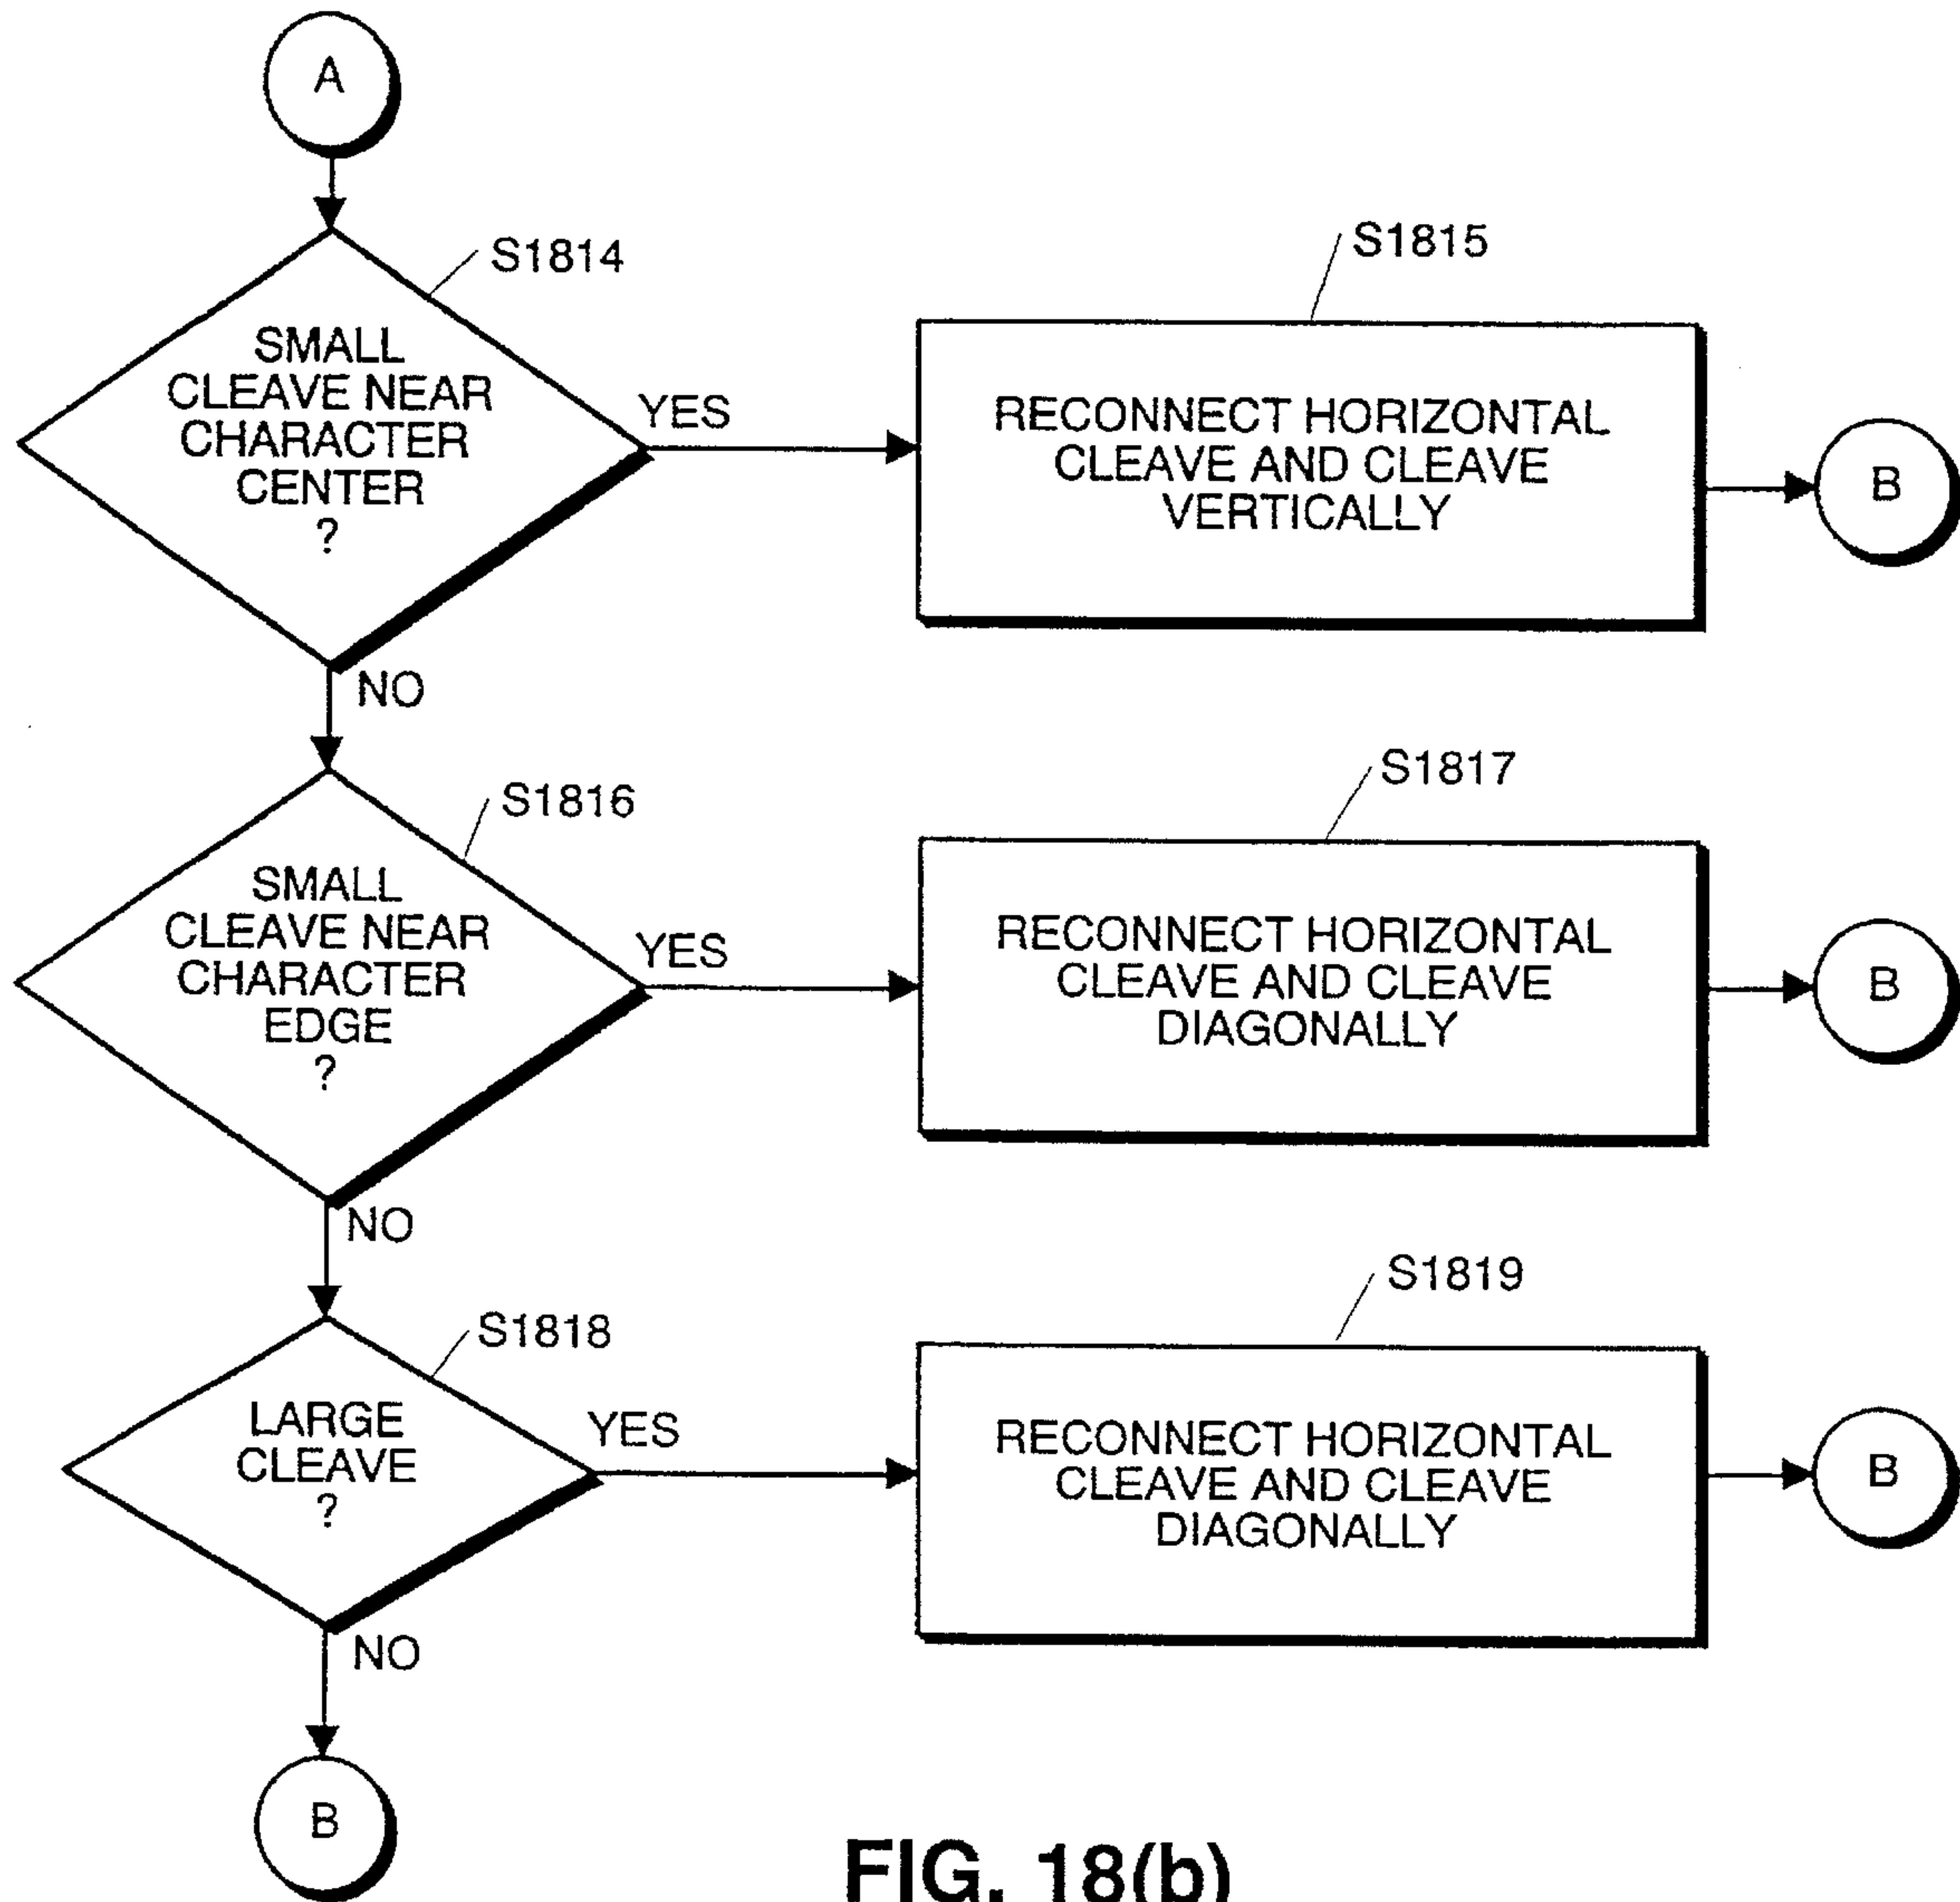 A
S1814
SMALL
CLEAVE NEAR
CHARACTER
CENTER
?
YES
NO
S1815
RECONNECT HORIZONTAL
CLEAVE AND CLEAVE
VERTICALLY
B
S1816
SMALL
CLEAVE NEAR
CHARACTER
EDGE
?
YES
NO
S1817
RECONNECT HORIZONTAL
CLEAVE AND CLEAVE
DIAGONALLY
B
S1818
LARGE
CLEAVE
?
YES
NO
S1819
RECONNECT HORIZONTAL
CLEAVE AND CLEAVE
DIAGONALLY
B
B
FIG. 18(b)